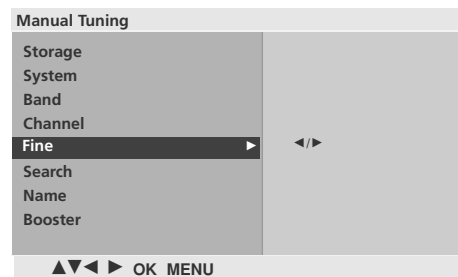 Manual Tuning
Storage
System
Band
Channel
Fine ► ◄/►
Search
Name
Booster
▲▼◄ ► OK MENU